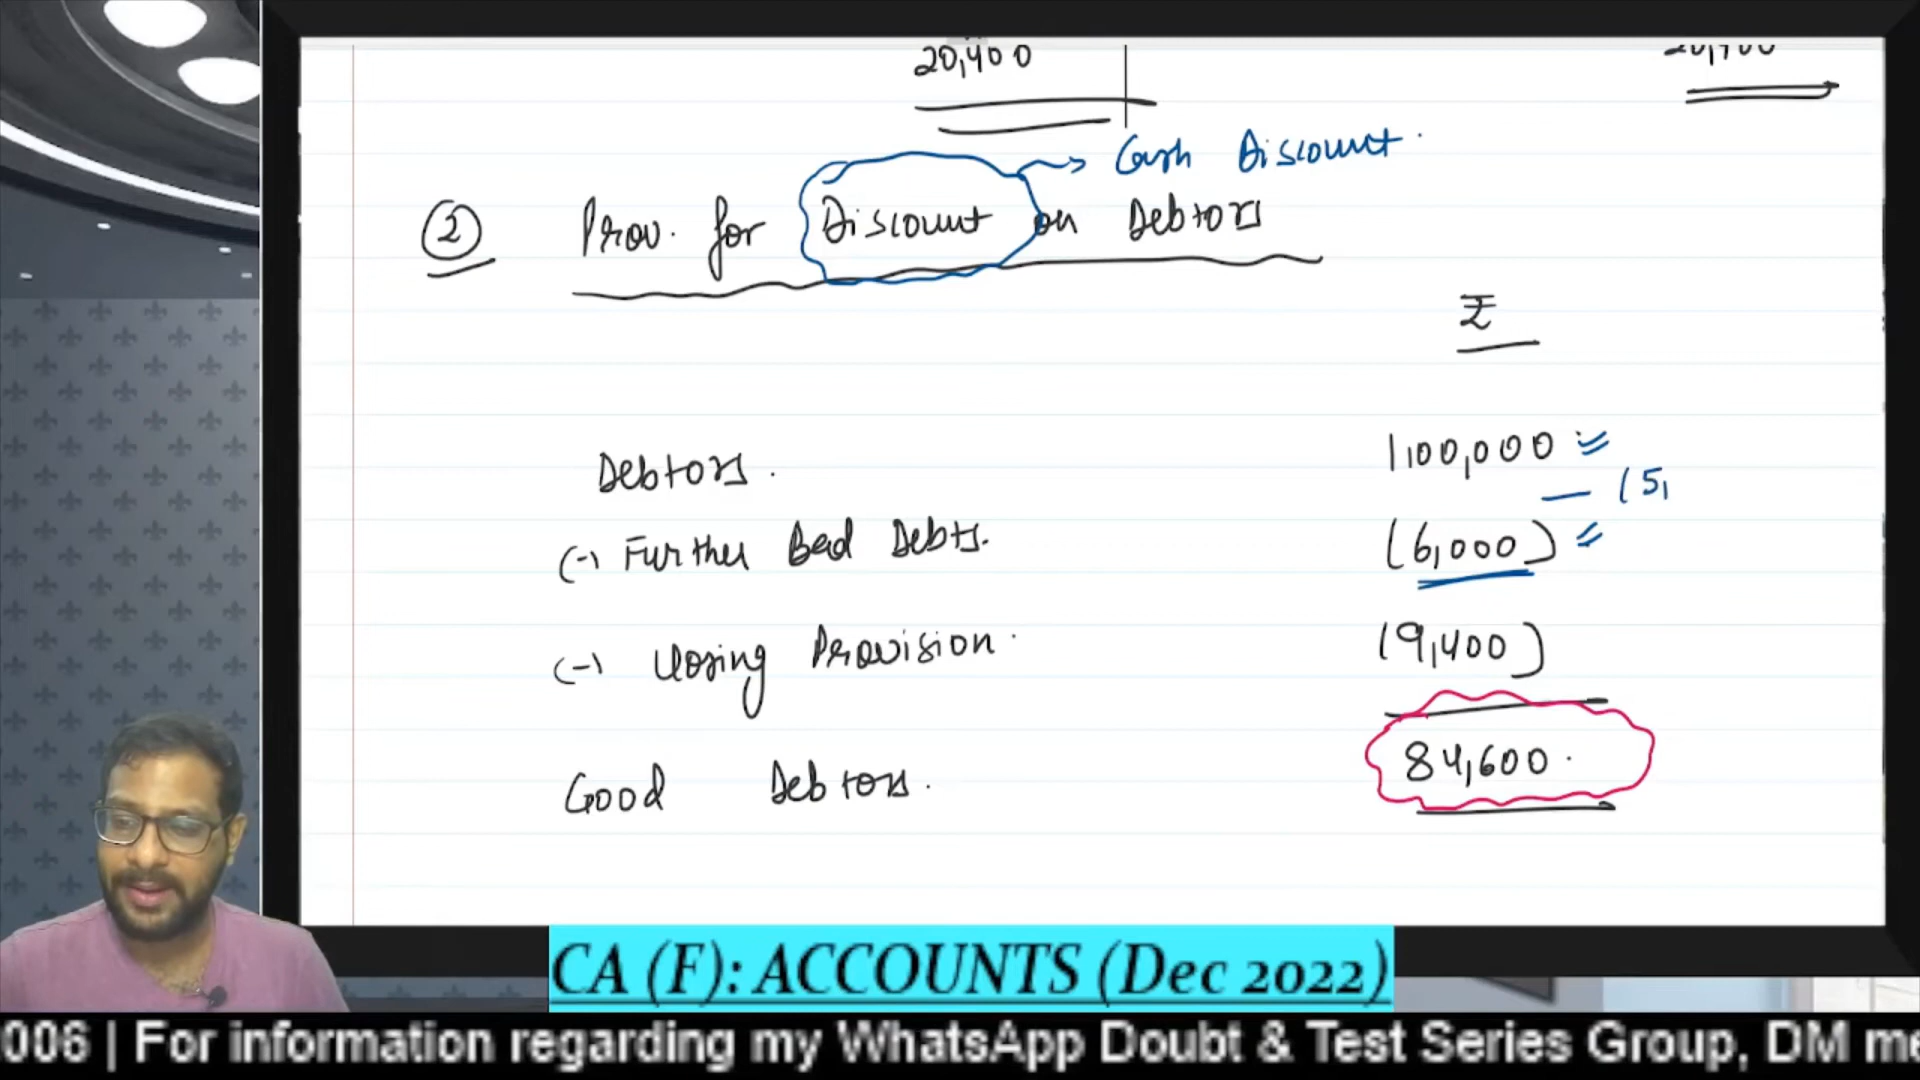 20,400
→ Cash Discount.
② Prov. for Discount on Debtors
₹
Debtors. 1,00,000
— (5,
(-) Further Bad Debts. (6,000)
(-) Closing Provision. (9,400)
Good Debtors. 84,600.
CA (F): ACCOUNTS (Dec 2022)
006 | For information regarding my WhatsApp Doubt & Test Series Group, DM me